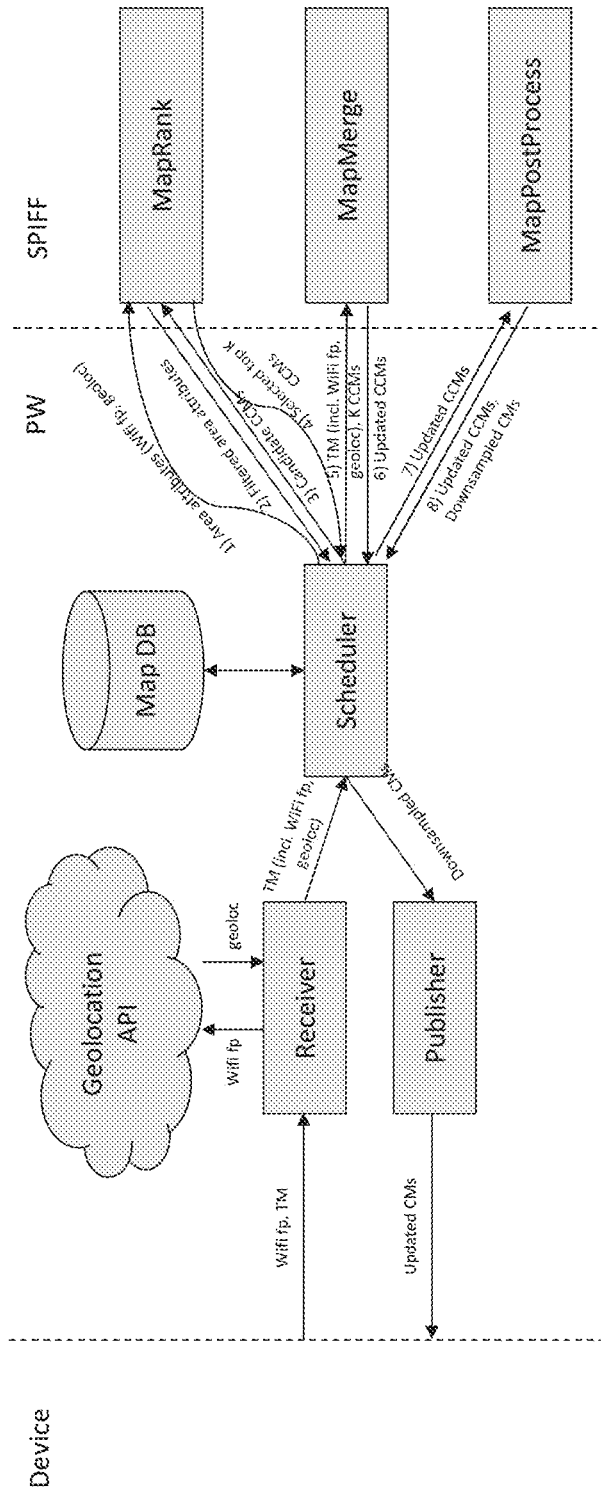 Device
PW
SPIFF
Geolocation
API
Map DB
Wifi fp
geoloc
Wifi fp, TM
Receiver
TM (incl. WiFi fp,
geoloc)
Scheduler
Downsampled CMs
Publisher
Updated CMs
1) Area attributes (Wifi fp, geoloc)
2) Filtered area attributes
3) Candidate CCMs
4) Selected top K
CCMs
5) TM (incl. WiFi fp,
geoloc), K CCMs
6) Updated CCMs
7) Updated CCMs
8) Updated CCMs,
Downsampled CMs
MapRank
MapMerge
MapPostProcess